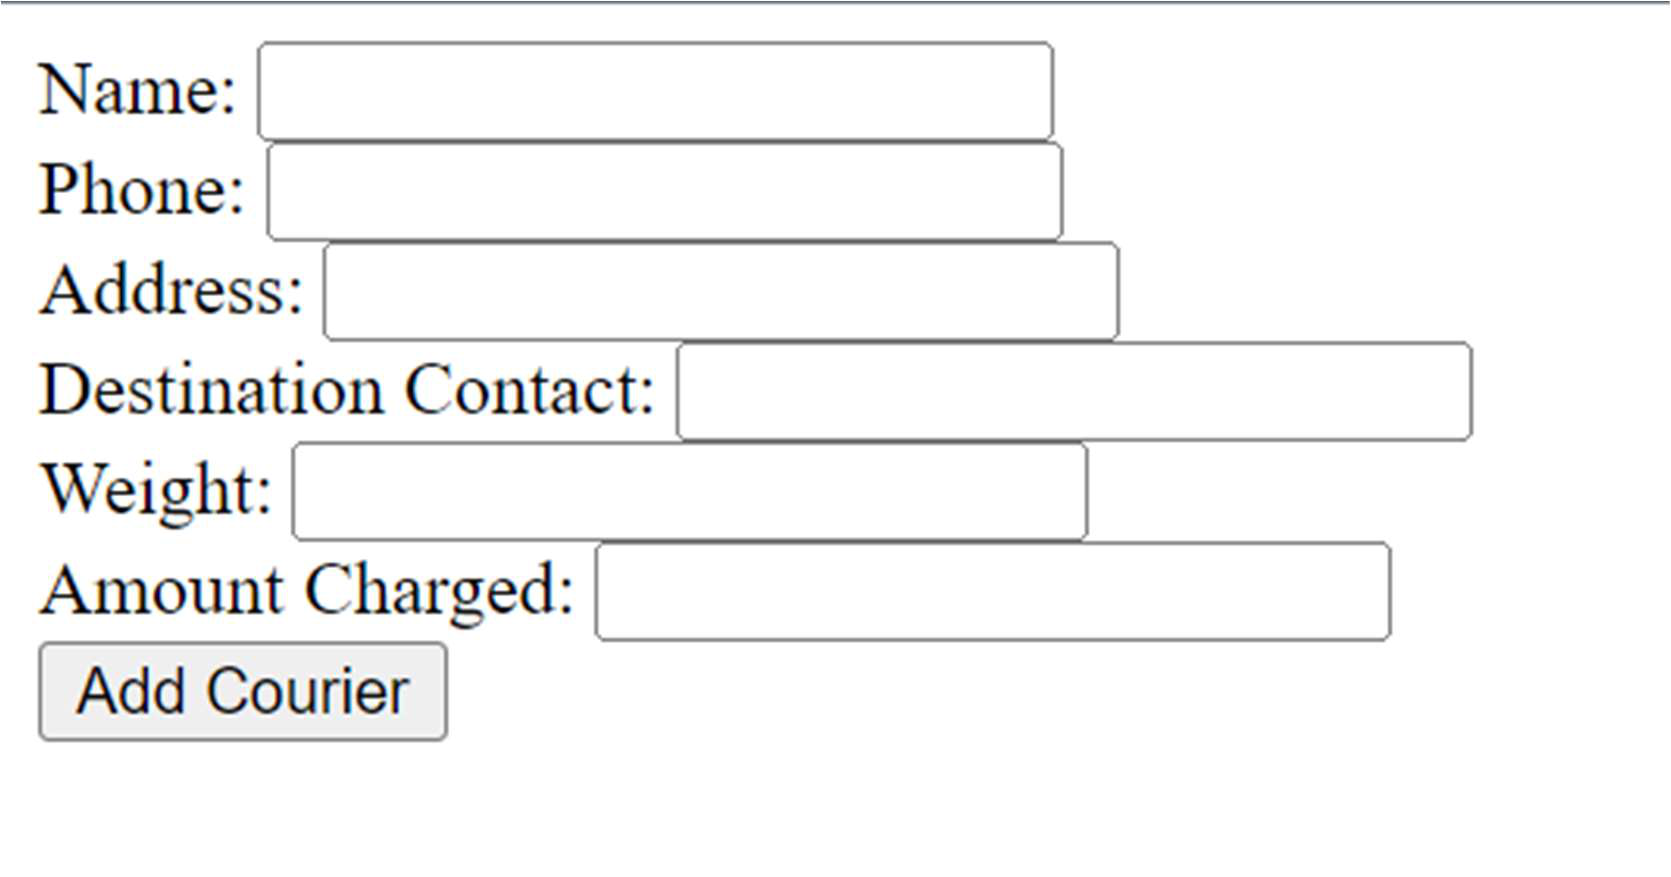 Name:
Phone:
Address:
Destination Contact:
Weight:
Amount Charged:
Add Courier